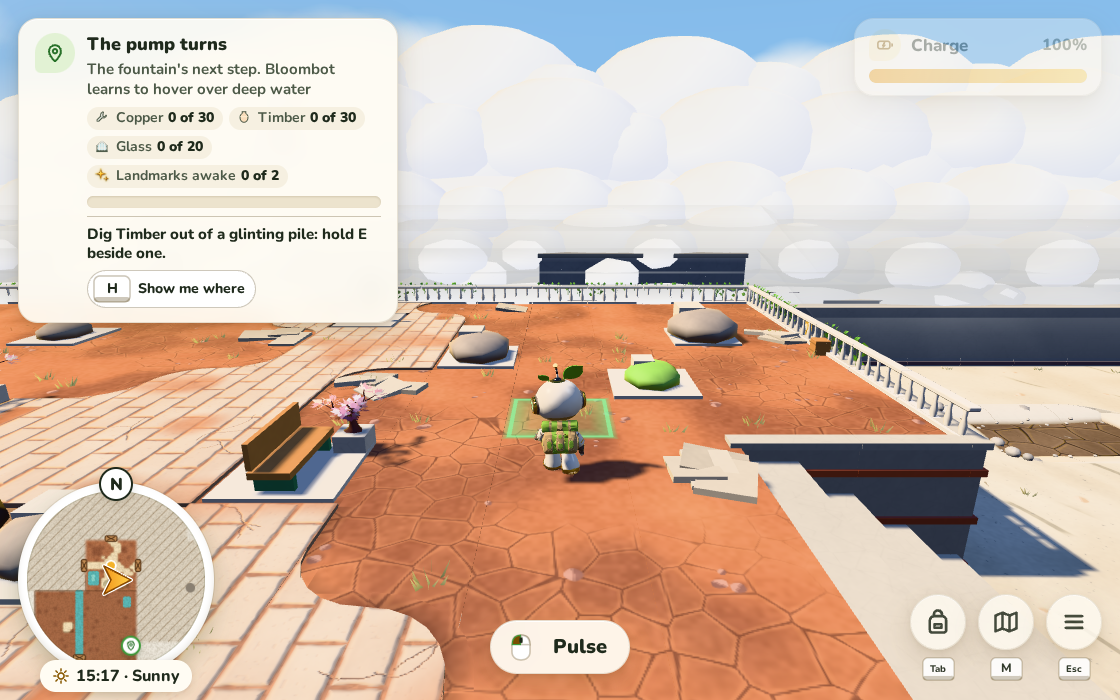 The pump turns
The fountain's next step. Bloombot
learns to hover over deep water
Copper 0 of 30 Timber 0 of 30
Glass 0 of 20
Landmarks awake 0 of 2
Dig Timber out of a glinting pile: hold E
beside one.
H Show me where
Charge 100%
N
15:17 · Sunny
Pulse
Tab M Esc